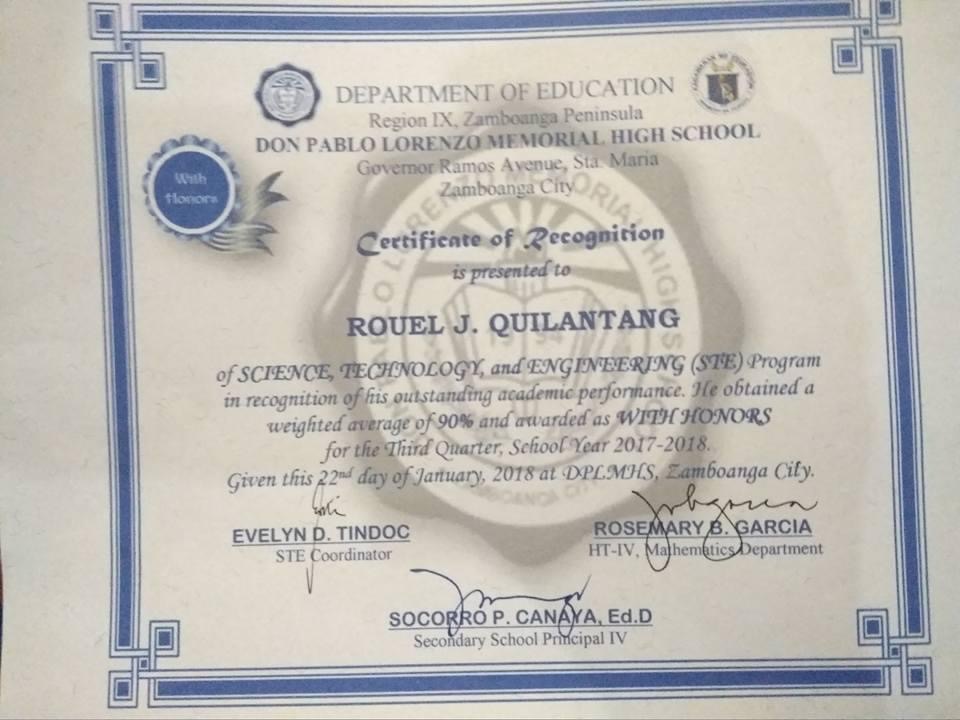 DEPARTMENT OF EDUCATION
Region IX, Zamboanga Peninsula
DON PABLO LORENZO MEMORIAL HIGH SCHOOL
Governor Ramos Avenue, Sta. Maria
Zamboanga City
With
Honors
Certificate of Recognition
is presented to
ROUEL J. QUILANTANG
of SCIENCE, TECHNOLOGY, and ENGINEERING (STE) Program
in recognition of his outstanding academic performance. He obtained a
weighted average of 90% and awarded as WITH HONORS
for the Third Quarter, School Year 2017-2018.
Given this 22nd day of January, 2018 at DPLMHS, Zamboanga City.
EVELYN D. TINDOC
STE Coordinator
ROSEMARY B. GARCIA
HT-IV, Mathematics Department
SOCORRO P. CANAYA, Ed.D
Secondary School Principal IV